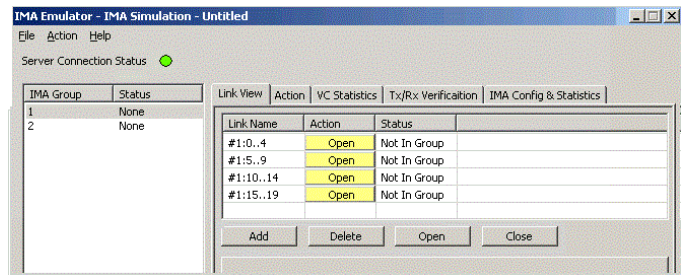 IMA Emulator - IMA Simulation - Untitled
File Action Help
Server Connection Status
IMA Group Status
1 None
2 None
Link View Action VC Statistics Tx/Rx Verificaition IMA Config & Statistics
Link Name Action Status
#1:0..4 Open Not In Group
#1:5..9 Open Not In Group
#1:10..14 Open Not In Group
#1:15..19 Open Not In Group
Add Delete Open Close